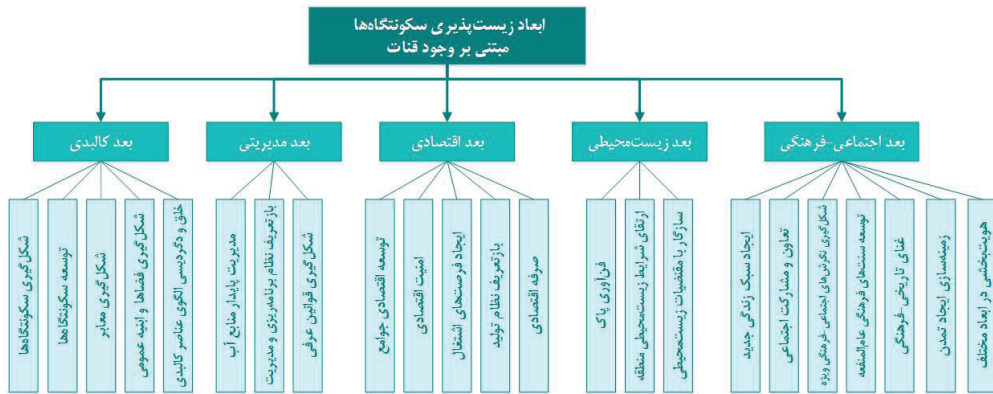 ابعاد زیست‌پذیری سکونتگاه‌ها
مبتنی بر وجود قنات
بعد اجتماعی-فرهنگی
بعد زیست‌محیطی
بعد اقتصادی
بعد مدیریتی
بعد کالبدی
هویت‌بخشی در ابعاد مختلف
زمینه‌سازی ایجاد تمدن
غنای تاریخی-فرهنگی
توسعه سنت‌های فرهنگی عام‌المنفعه
شکل‌گیری نگرش‌های اجتماعی-فرهنگی ویژه
تعاون و مشارکت اجتماعی
ایجاد سبک زندگی جدید
سازگار با مقتضیات زیست‌محیطی
ارتقای شرایط زیست‌محیطی منطقه
فن‌آوری پاک
صرفه اقتصادی
بازتعریف نظام تولید
ایجاد فرصت‌های اشتغال
امنیت اقتصادی
توسعه اقتصادی جوامع
شکل‌گیری قوانین عرفی
بازتعریف نظام برنامه‌ریزی و مدیریت
مدیریت پایدار منابع آب
خلق و دگردیسی الگوی عناصر کالبدی
شکل‌گیری فضاها و ابنیه عمومی
شکل‌گیری معابر
توسعه سکونتگاه‌ها
شکل‌گیری سکونتگاه‌ها